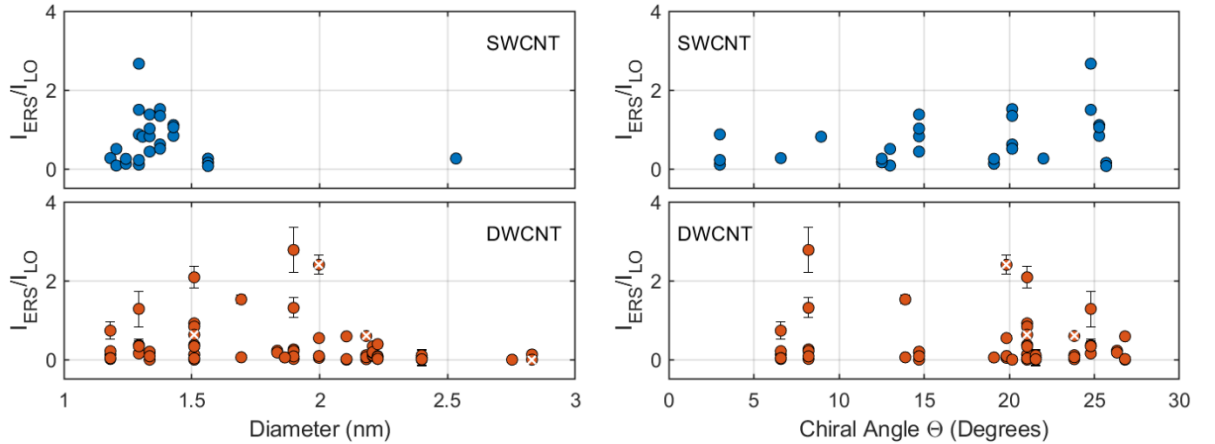 4
2
0
I_ERS/I_LO
SWCNT
4
2
0
I_ERS/I_LO
SWCNT
4
2
0
I_ERS/I_LO
DWCNT
1
1.5
2
2.5
3
Diameter (nm)
4
2
0
I_ERS/I_LO
DWCNT
0
5
10
15
20
25
30
Chiral Angle Θ (Degrees)